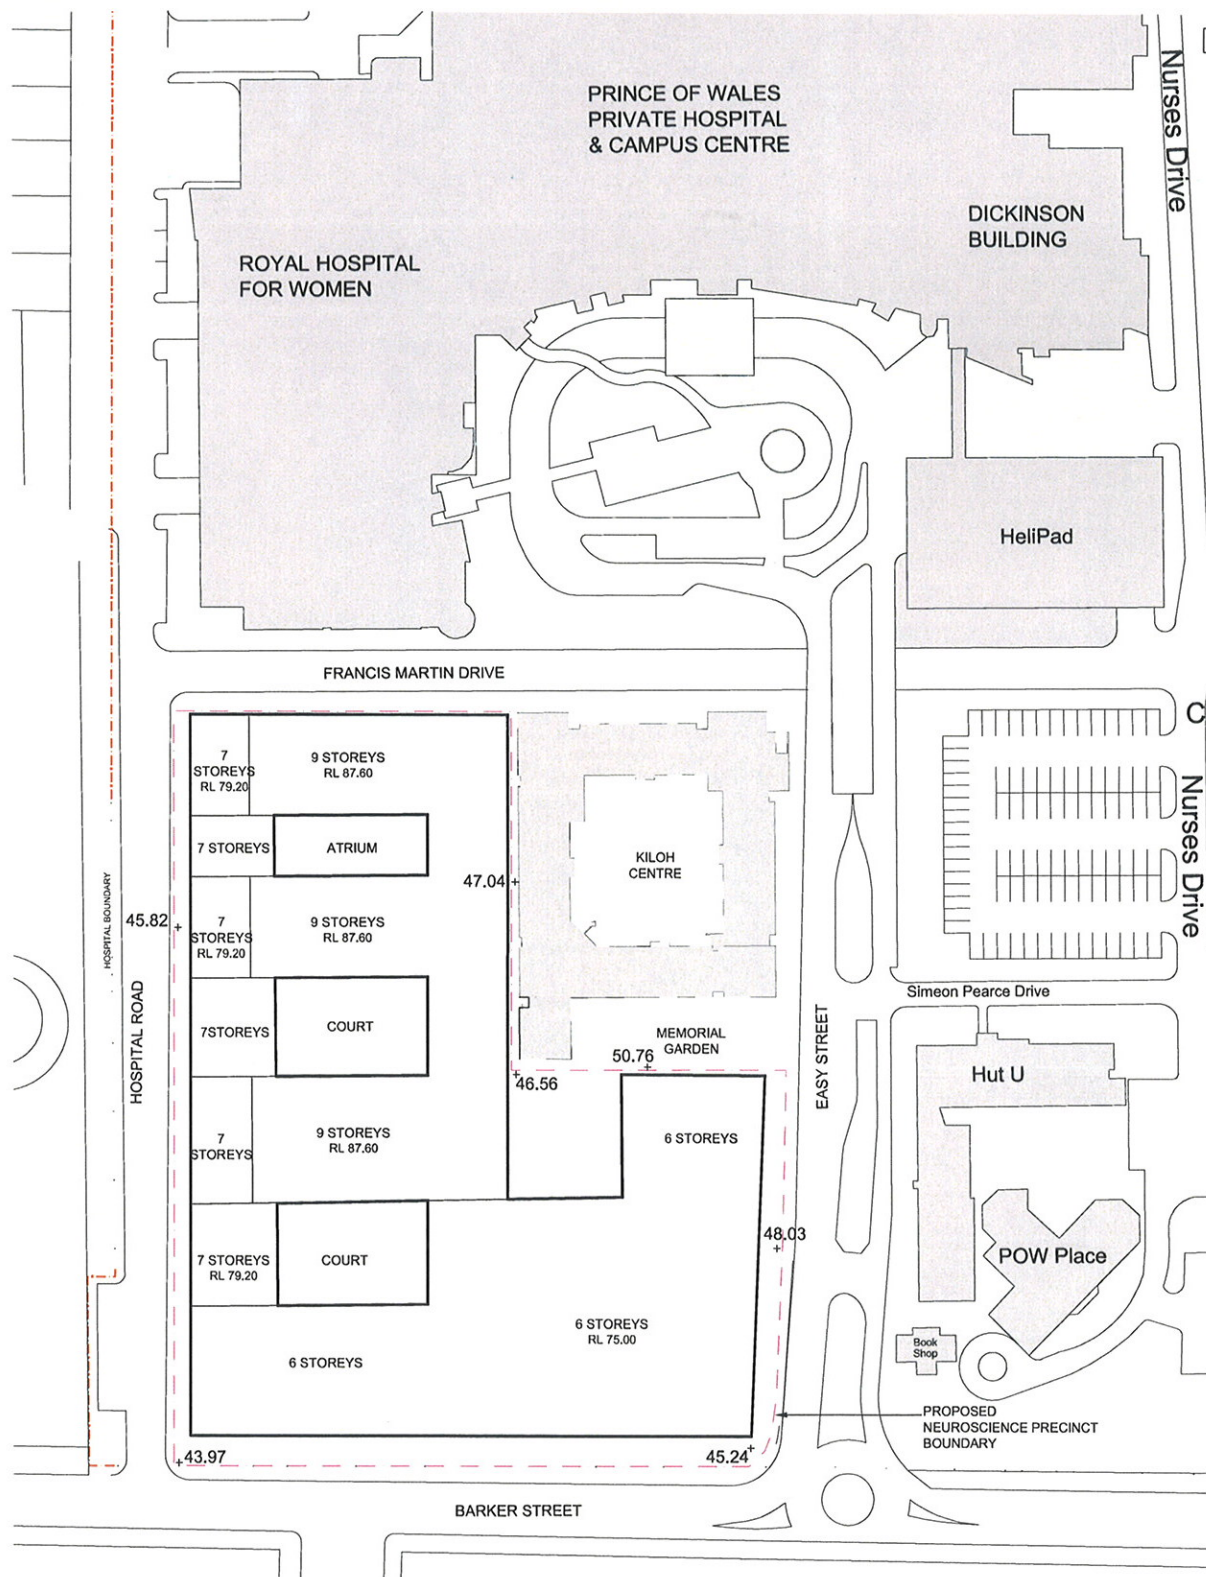 PRINCE OF WALES
PRIVATE HOSPITAL
& CAMPUS CENTRE
Nurses Drive
DICKINSON
BUILDING
ROYAL HOSPITAL
FOR WOMEN
HeliPad
FRANCIS MARTIN DRIVE
7
STOREYS
RL 79.20
9 STOREYS
RL 87.60
C
7 STOREYS
ATRIUM
KILOH
CENTRE
47.04
Nurses Drive
HOSPITAL BOUNDARY
45.82
7
STOREYS
RL 79.20
9 STOREYS
RL 87.60
HOSPITAL ROAD
7STOREYS
COURT
Simeon Pearce Drive
MEMORIAL
GARDEN
50.76
46.56
EASY STREET
Hut U
7
STOREYS
9 STOREYS
RL 87.60
6 STOREYS
48.03
7 STOREYS
RL 79.20
COURT
POW Place
6 STOREYS
RL 75.00
Book
Shop
6 STOREYS
PROPOSED
NEUROSCIENCE PRECINCT
BOUNDARY
43.97
45.24
BARKER STREET